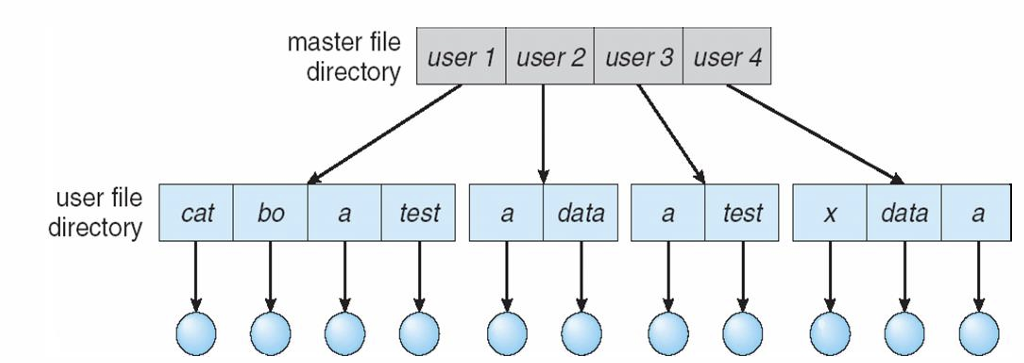 master file
directory
user 1 user 2 user 3 user 4
user file
directory
cat bo a test a data a test x data a